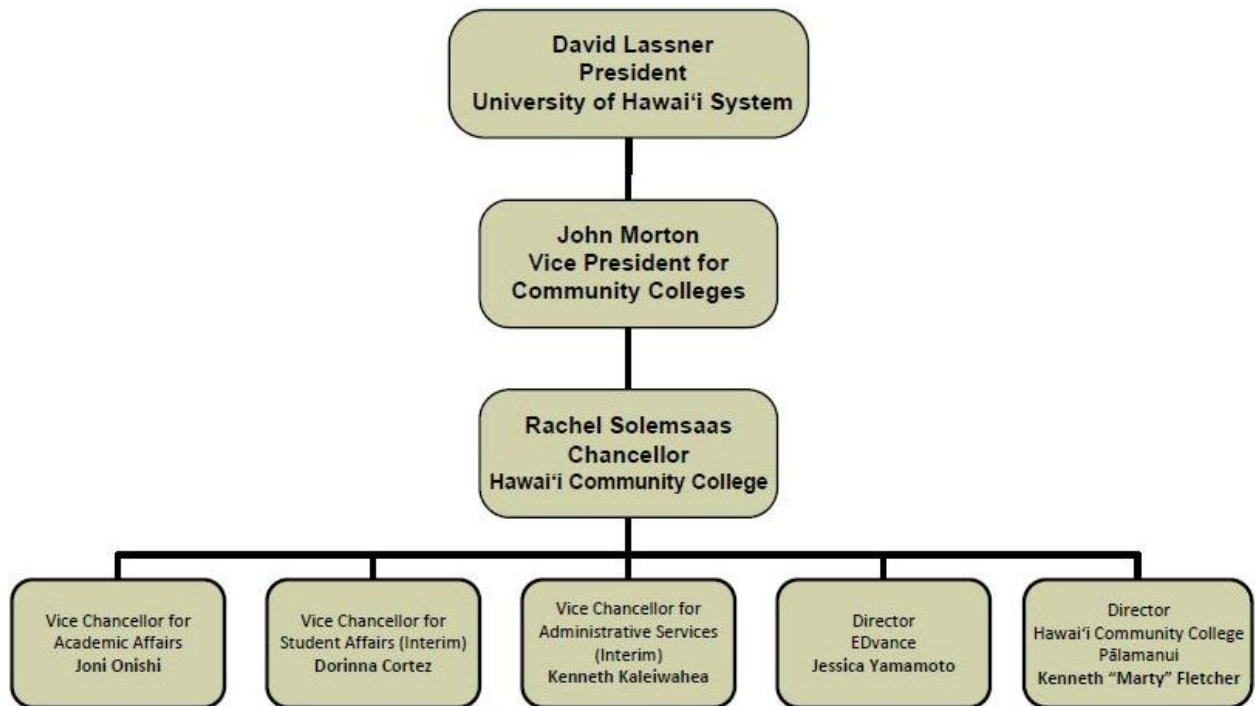 David Lassner
President
University of Hawaiʻi System
John Morton
Vice President for
Community Colleges
Rachel Solemsaas
Chancellor
Hawaiʻi Community College
Vice Chancellor for
Academic Affairs
Joni Onishi
Vice Chancellor for
Student Affairs (Interim)
Dorinna Cortez
Vice Chancellor for
Administrative Services
(Interim)
Kenneth Kaleiwahea
Director
EDvance
Jessica Yamamoto
Director
Hawaiʻi Community College
Pālamanui
Kenneth “Marty” Fletcher